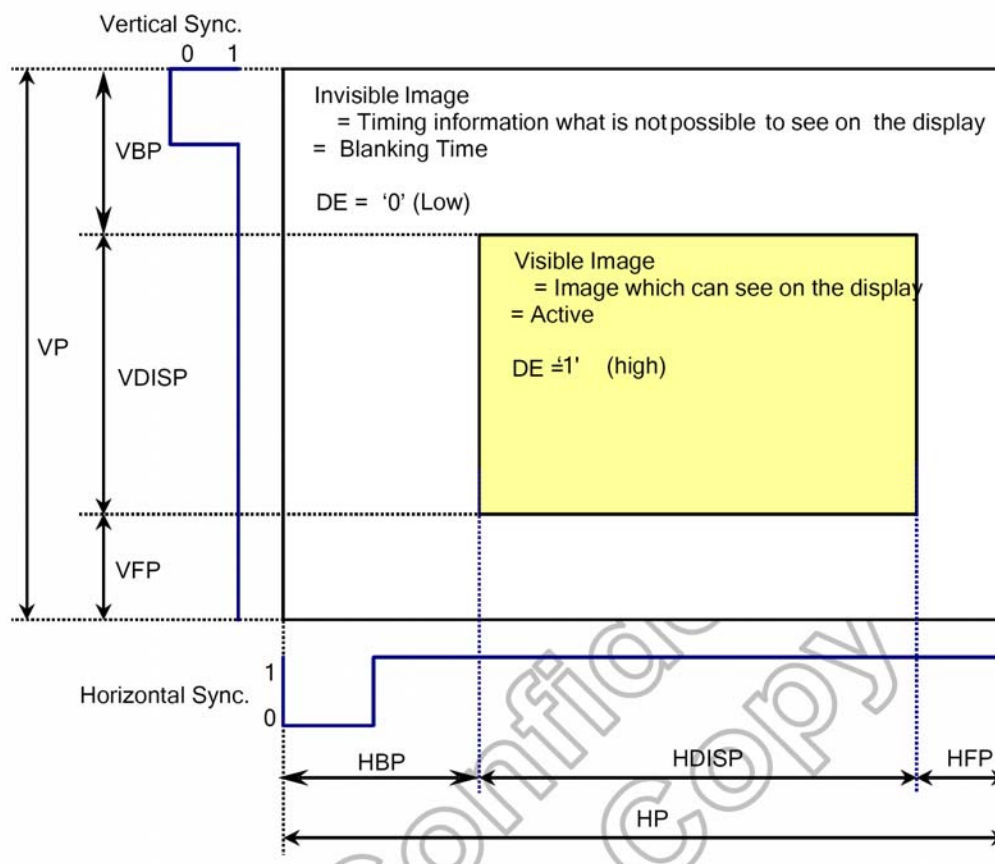 Vertical Sync.
0 1
Invisible Image
= Timing information what is not possible to see on the display
= Blanking Time
DE = ‘0’ (Low)
VBP
Visible Image
= Image which can see on the display
= Active
DE =‘1' (high)
VP
VDISP
VFP
1
Horizontal Sync.
0
HBP
HDISP
HFP
HP
Copy